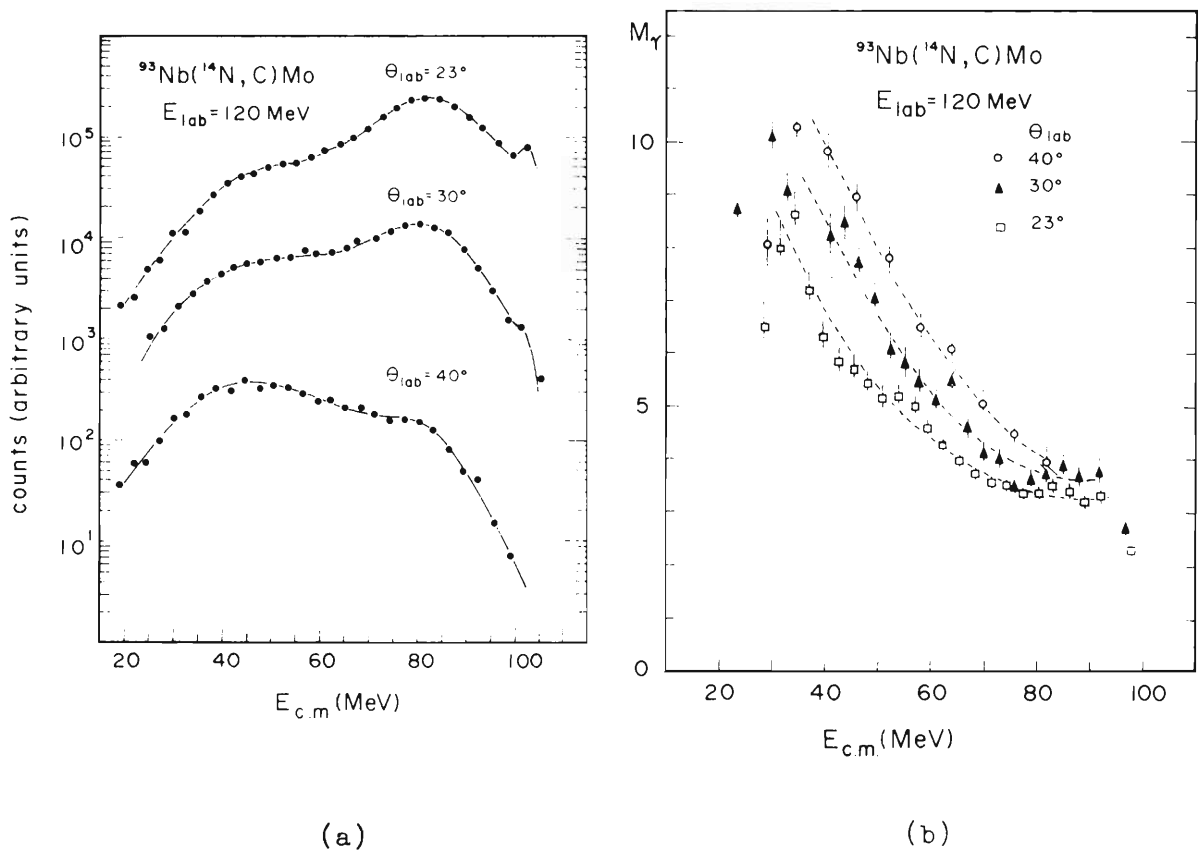 ⁹³Nb(¹⁴N,C)Mo
E_lab=120 MeV
θ_lab=23°
θ_lab=30°
θ_lab=40°
10⁵
10⁴
10³
10²
10¹
counts (arbitrary units)
20 40 60 80 100
E_c.m(MeV)
(a)
M_γ
⁹³Nb(¹⁴N,C)Mo
E_lab=120 MeV
θ_lab
40°
30°
23°
10
5
0
20 40 60 80 100
E_c.m.(MeV)
(b)